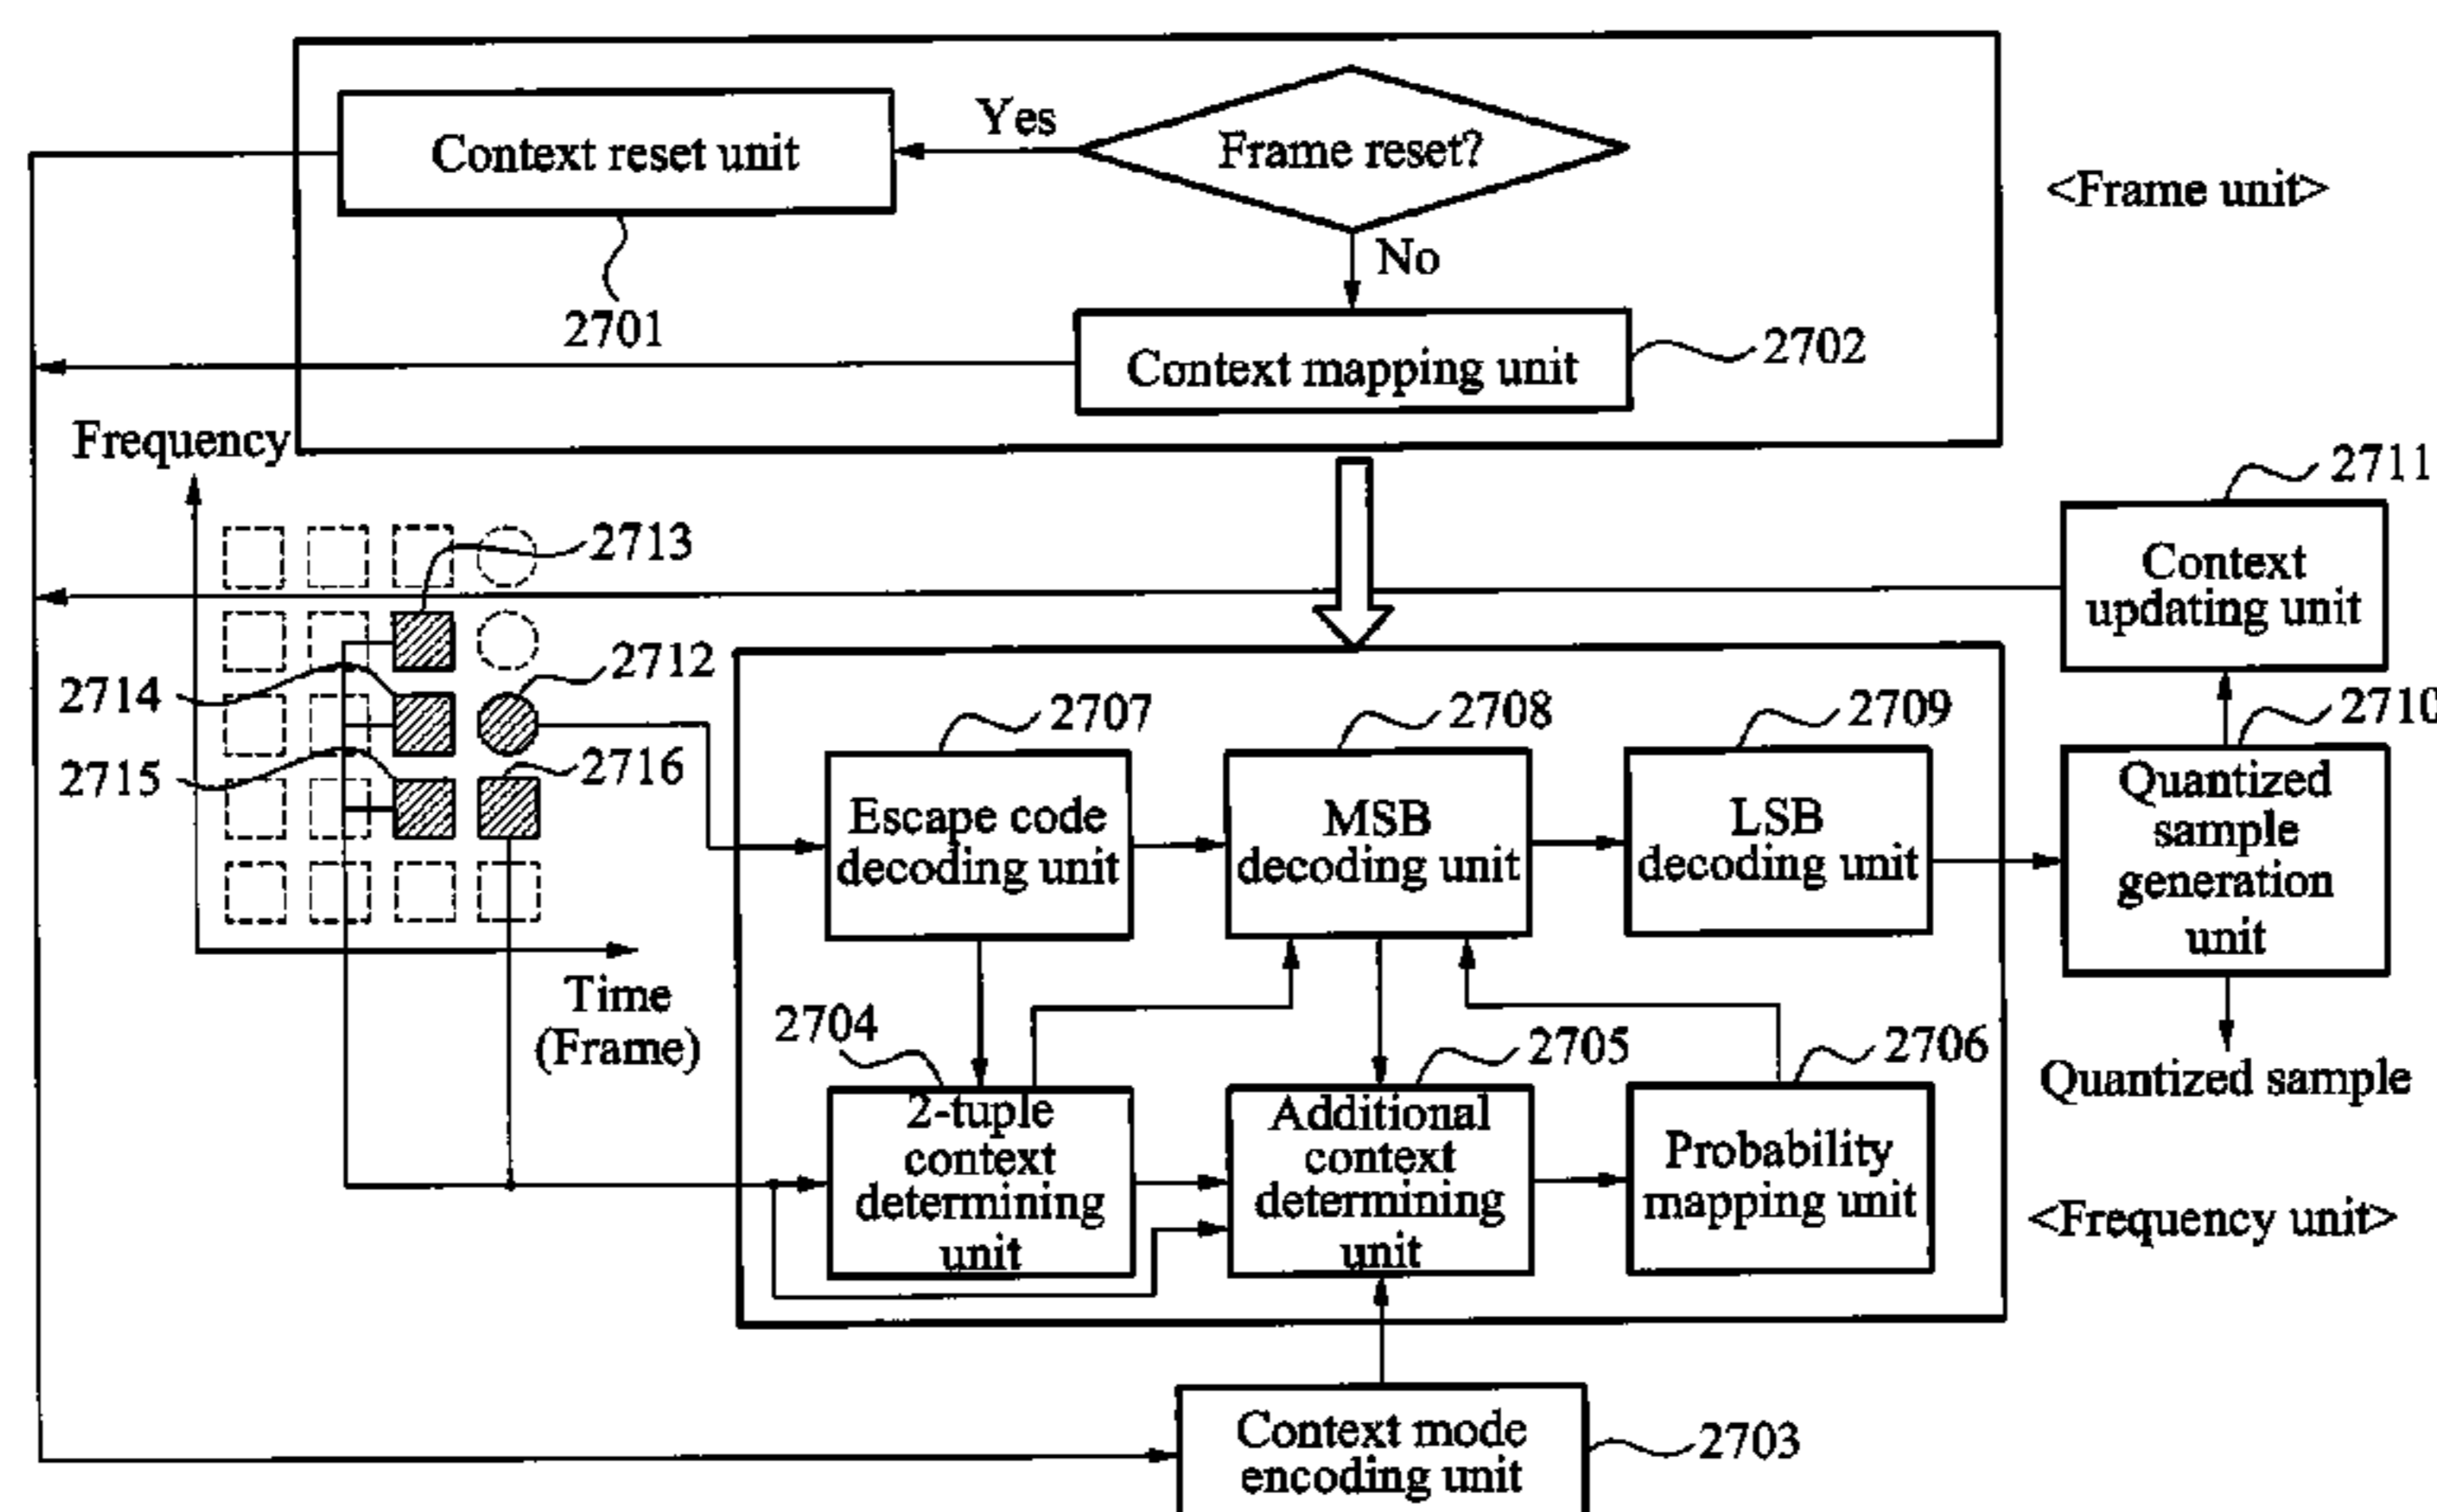 Yes
Context reset unit
Frame reset?
<Frame unit>
No
2701
2702
Context mapping unit
Frequency
2711
2713
Context
updating unit
2712
2714
2707
2708
2709
2710
2715
2716
Escape code
decoding unit
MSB
decoding unit
LSB
decoding unit
Quantized
sample
generation
unit
Time
(Frame)
2704
2705
2706
Quantized sample
2-tuple
context
determining
unit
Additional
context
determining
unit
Probability
mapping unit
<Frequency unit>
Context mode
encoding unit
2703